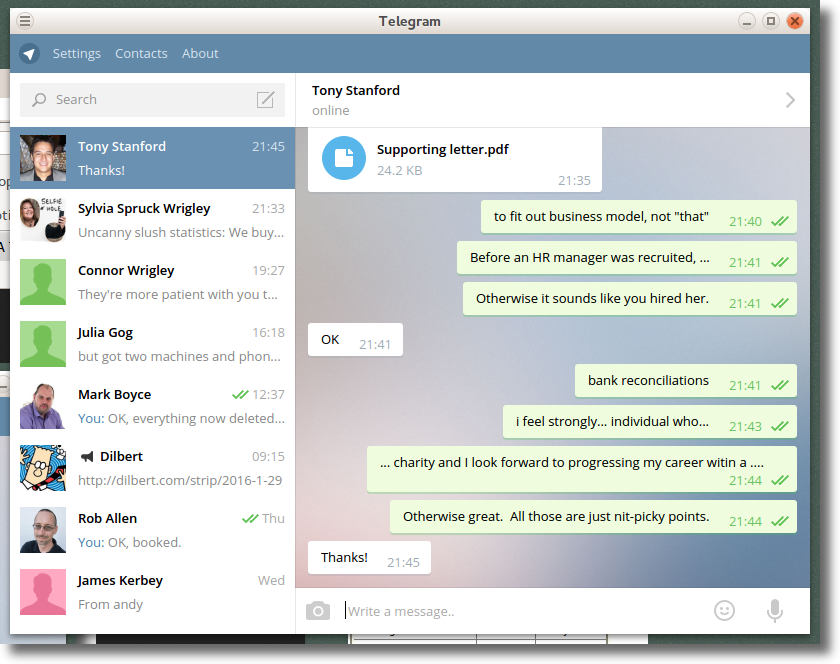 Telegram
Settings Contacts About
Search
Tony Stanford 21:45
Thanks!
SELFIE
HOLE
Sylvia Spruck Wrigley 21:33
Uncanny slush statistics: We buy...
Connor Wrigley 19:27
They're more patient with you t...
Julia Gog 16:18
but got two machines and phon...
Mark Boyce 12:37
You: OK, everything now deleted...
Dilbert 09:15
http://dilbert.com/strip/2016-1-29
Rob Allen Thu
You: OK, booked.
James Kerbey Wed
From andy
Tony Stanford
online
Supporting letter.pdf
24.2 KB
21:35
to fit out business model, not "that" 21:40
Before an HR manager was recruited, ... 21:41
Otherwise it sounds like you hired her. 21:41
OK 21:41
bank reconciliations 21:41
i feel strongly... individual who... 21:43
... charity and I look forward to progressing my career witin a ....
21:44
Otherwise great.  All those are just nit-picky points. 21:44
Thanks! 21:45
Write a message..